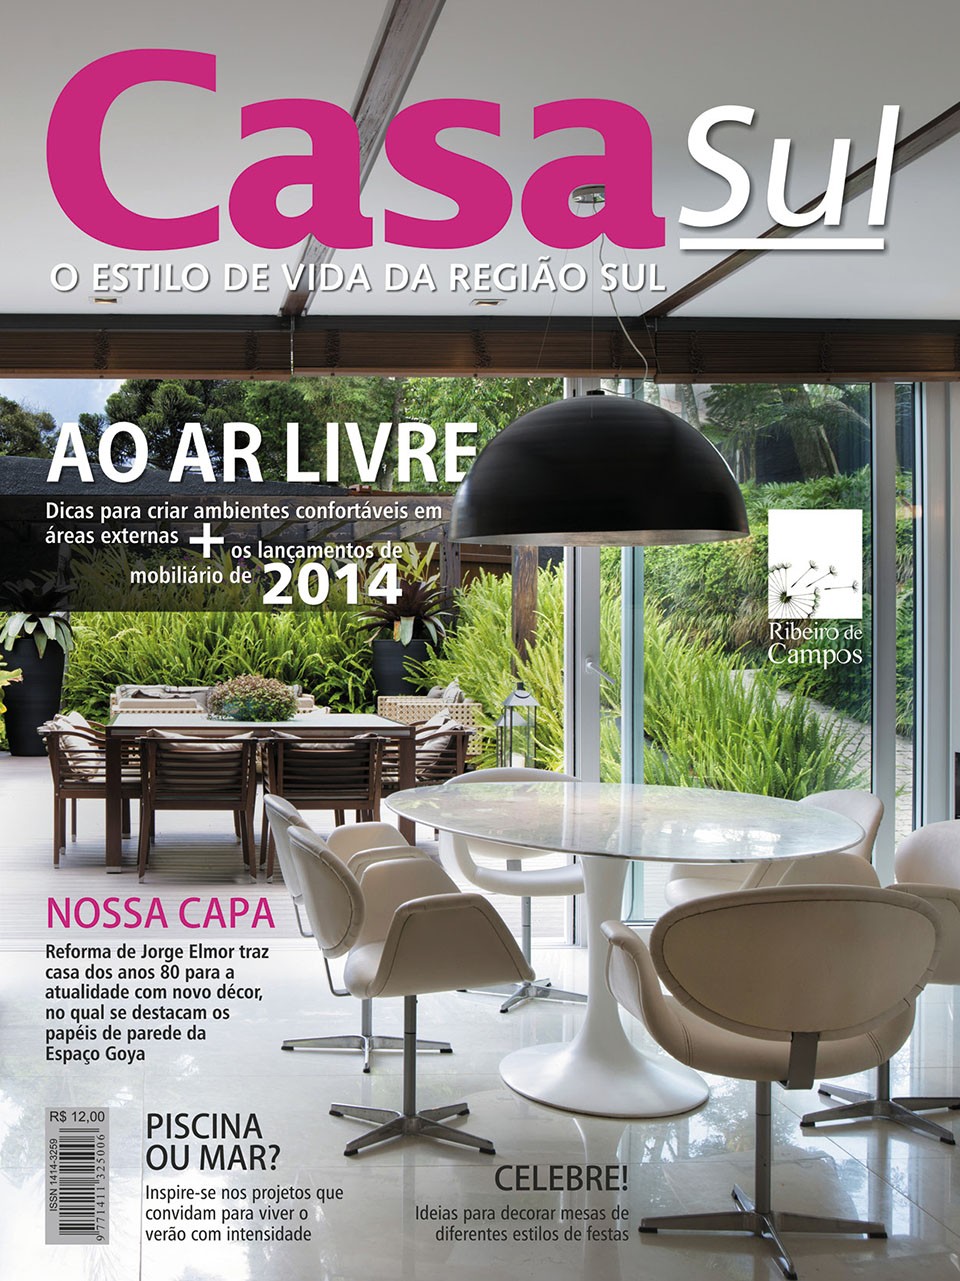 Casa Sul
O ESTILO DE VIDA DA REGIÃO SUL
AO AR LIVRE
Dicas para criar ambientes confortáveis em
áreas externas + os lançamentos de
mobiliário de 2014
Ribeiro de
Campos
NOSSA CAPA
Reforma de Jorge Elmor traz
casa dos anos 80 para a
atualidade com novo décor,
no qual se destacam os
papéis de parede da
Espaço Goya
R$ 12,00
ISSN 1414-3259
9 771411 325006
PISCINA
OU MAR?
Inspire-se nos projetos que
convidam para viver o
verão com intensidade
CELEBRE!
Ideias para decorar mesas de
diferentes estilos de festas